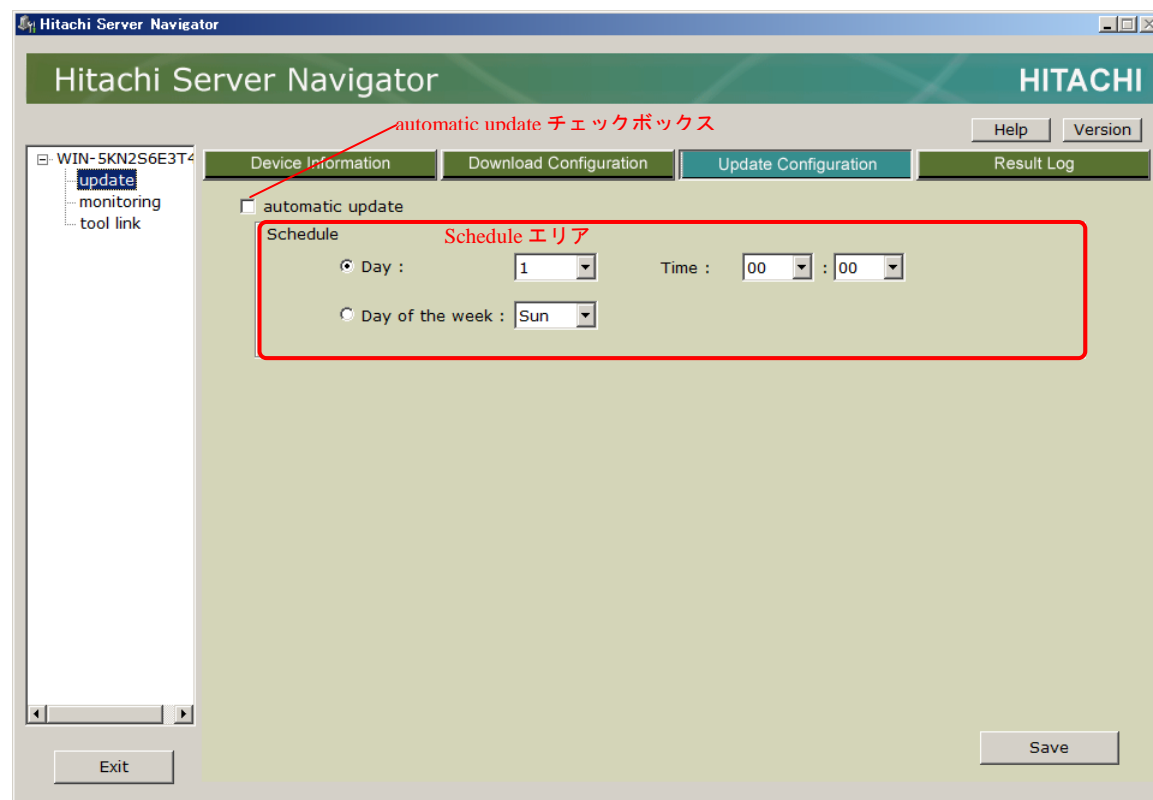 Hitachi Server Navigator
Hitachi Server Navigator
HITACHI
automatic update チェックボックス
Help
Version
WIN-5KN2S6E3T4
update
monitoring
tool link
Device Information
Download Configuration
Update Configuration
Result Log
automatic update
Schedule
Schedule エリア
Day :
1
Time :
00
:
00
Day of the week :
Sun
Save
Exit